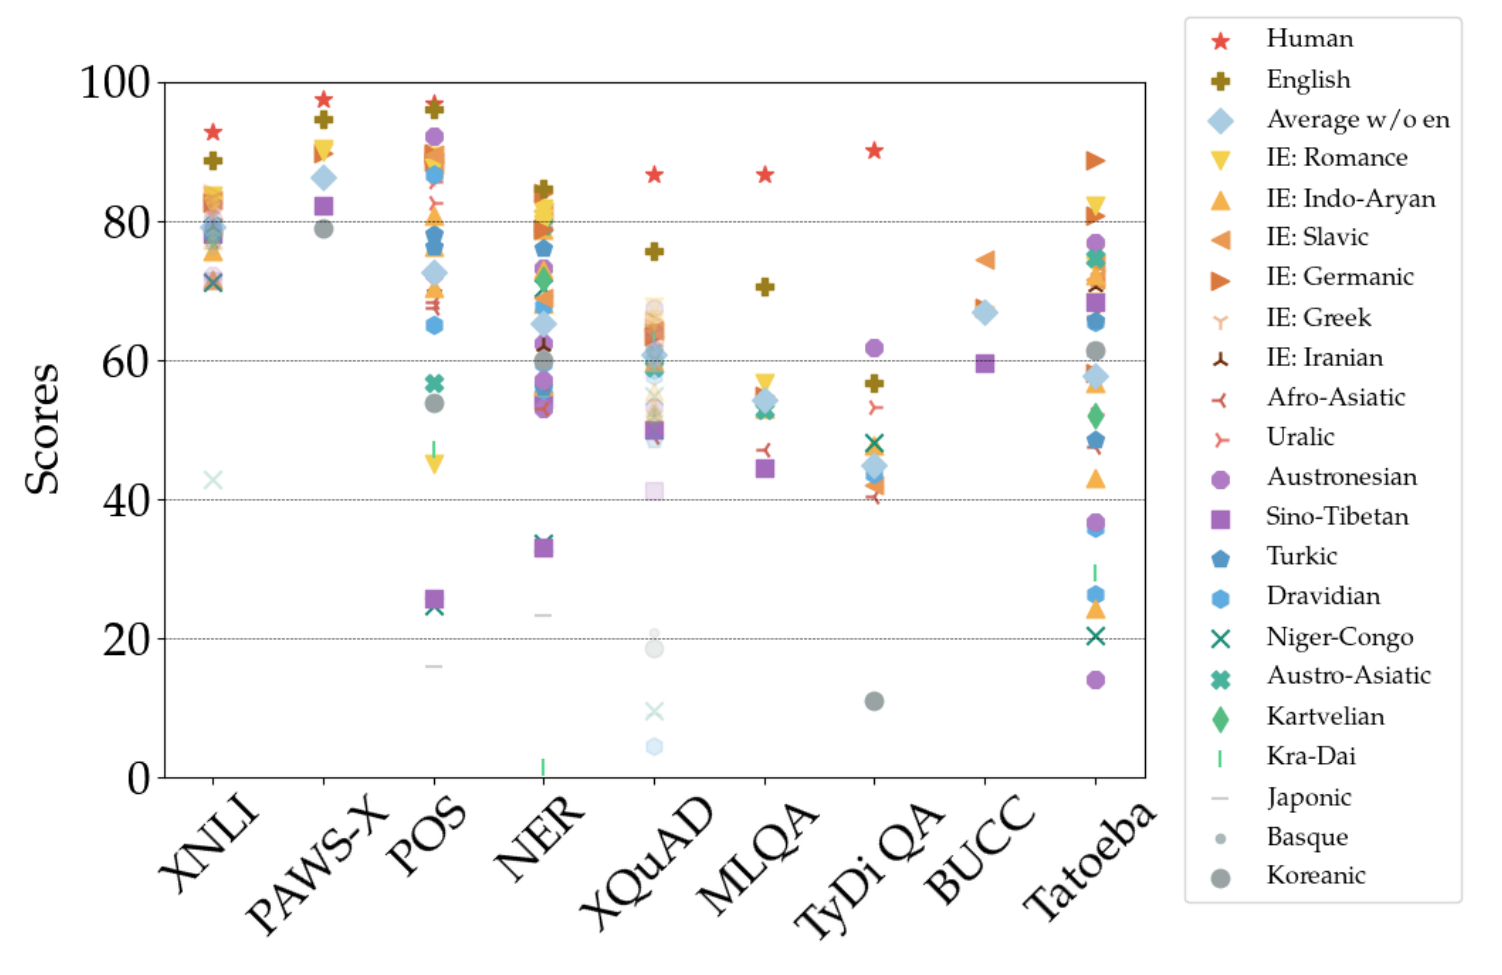 Scores
100
80
60
40
20
0
XNLI
PAWS-X
POS
NER
XQuAD
MLQA
TyDi QA
BUCC
Tatoeba
Human
English
Average w/o en
IE: Romance
IE: Indo-Aryan
IE: Slavic
IE: Germanic
IE: Greek
IE: Iranian
Afro-Asiatic
Uralic
Austronesian
Sino-Tibetan
Turkic
Dravidian
Niger-Congo
Austro-Asiatic
Kartvelian
Kra-Dai
Japonic
Basque
Koreanic